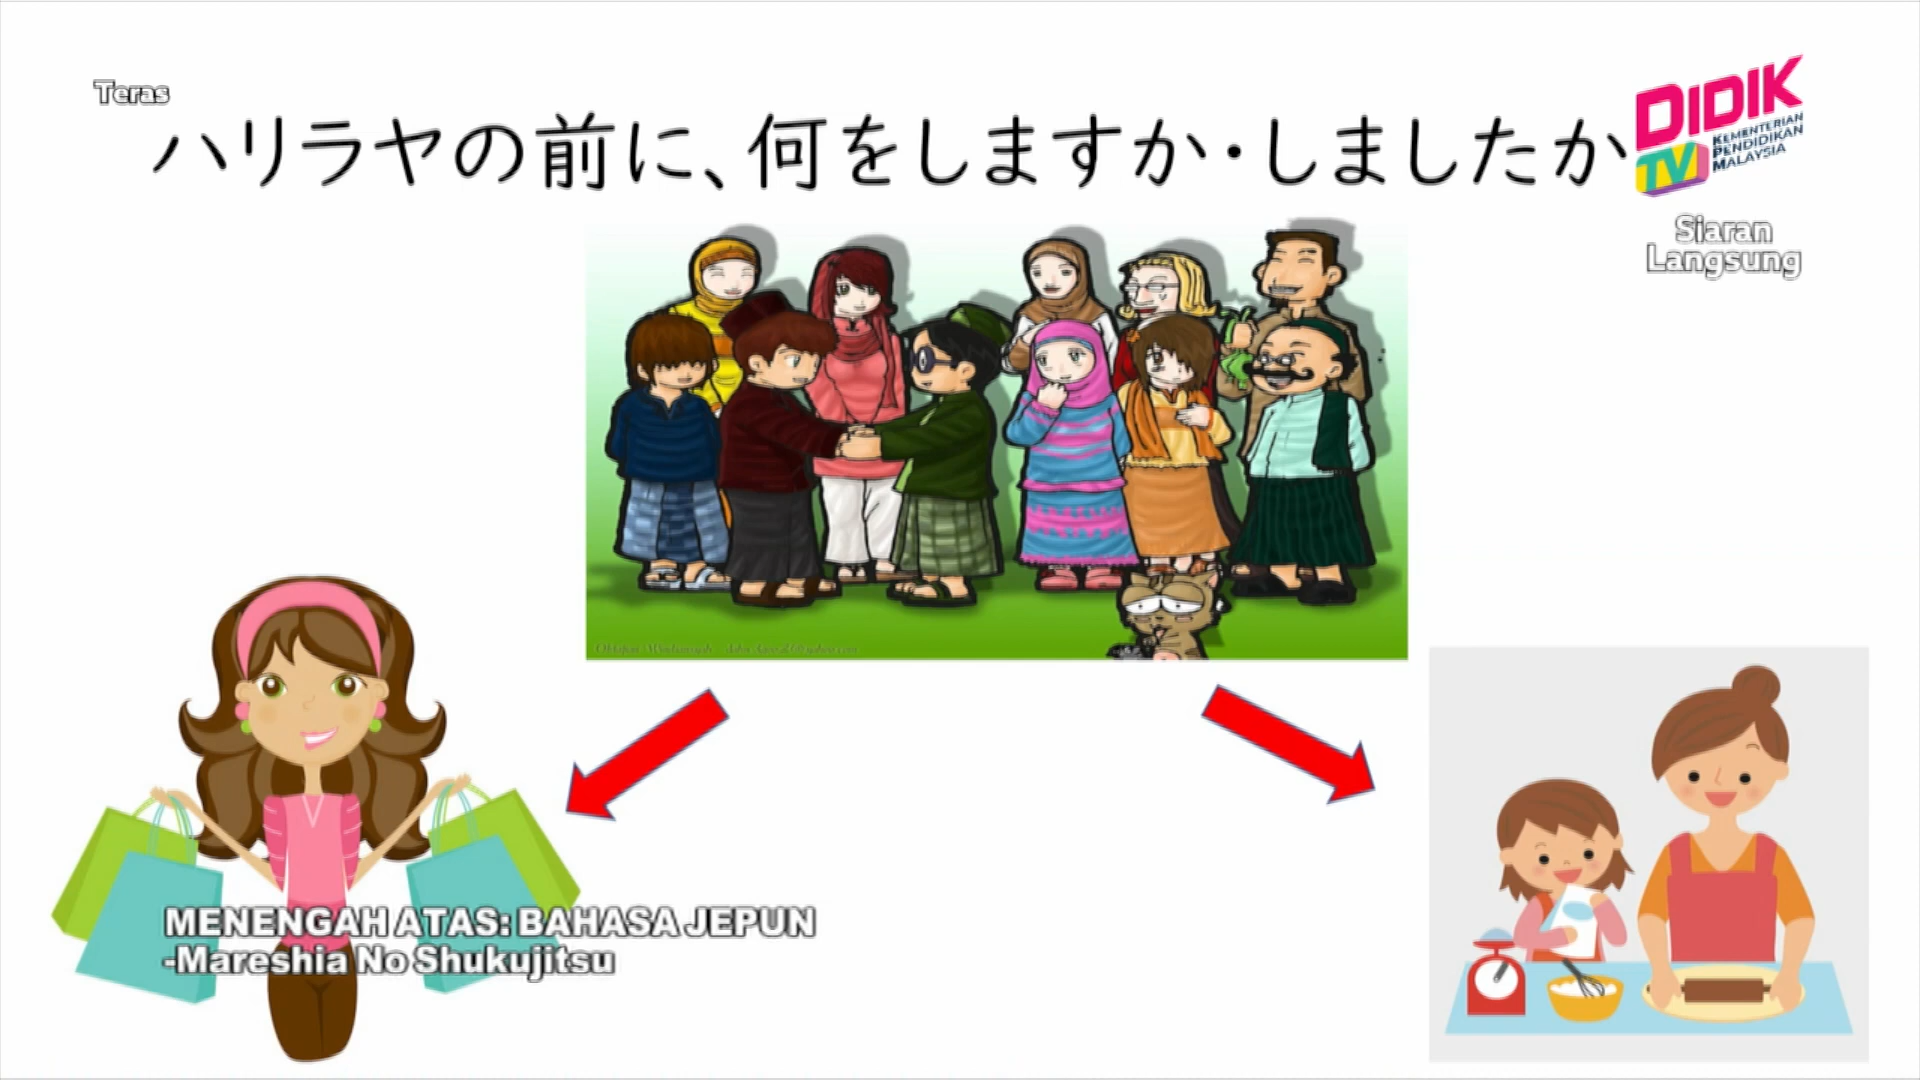 Teras
ハリラヤの前に、何をしますか・しましたか
DIDIK
TV
KEMENTERIAN
PENDIDIKAN
MALAYSIA
Siaran
Langsung
MENENGAH ATAS: BAHASA JEPUN
-Mareshia No Shukujitsu